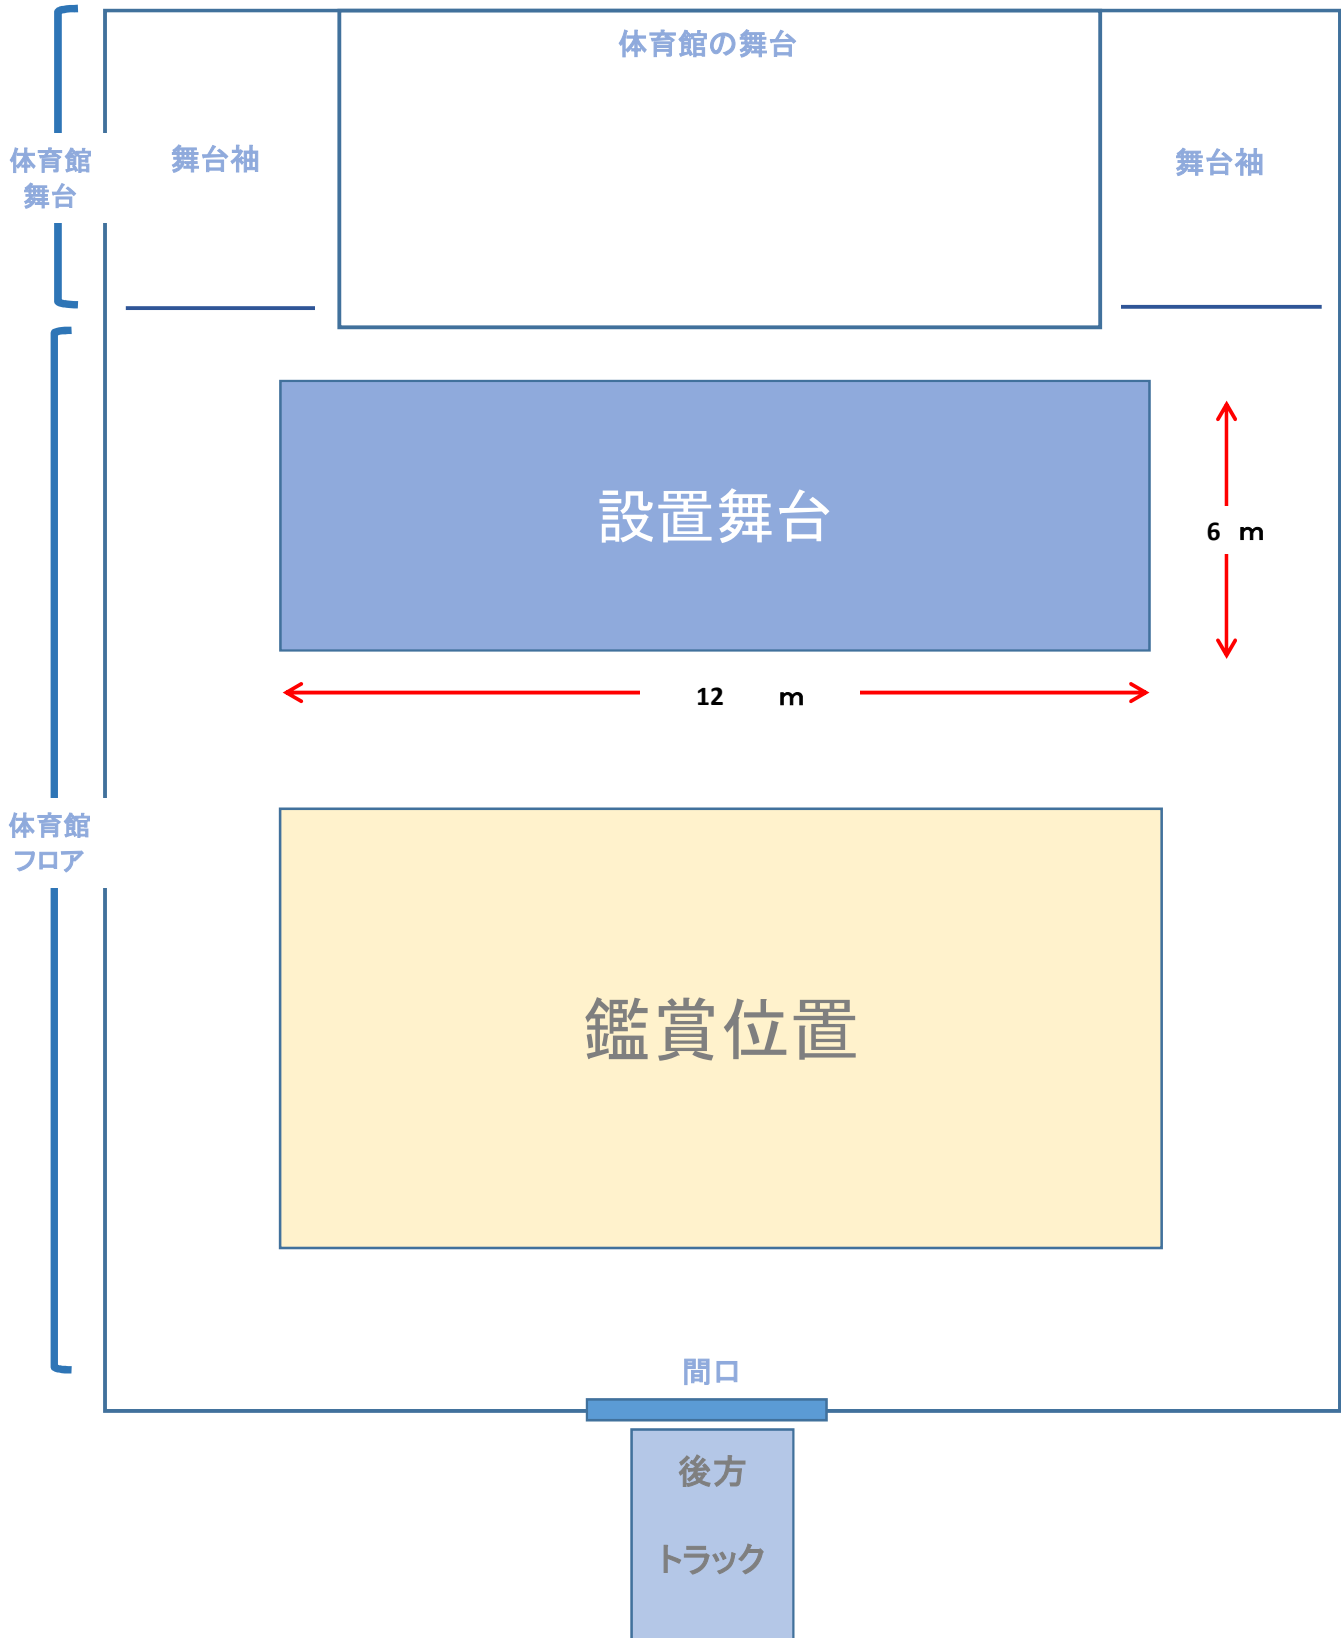 体育館の舞台
体育館
舞台
舞台袖
舞台袖
設置舞台
6 m
12 m
体育館
フロア
鑑賞位置
間口
後方
トラック